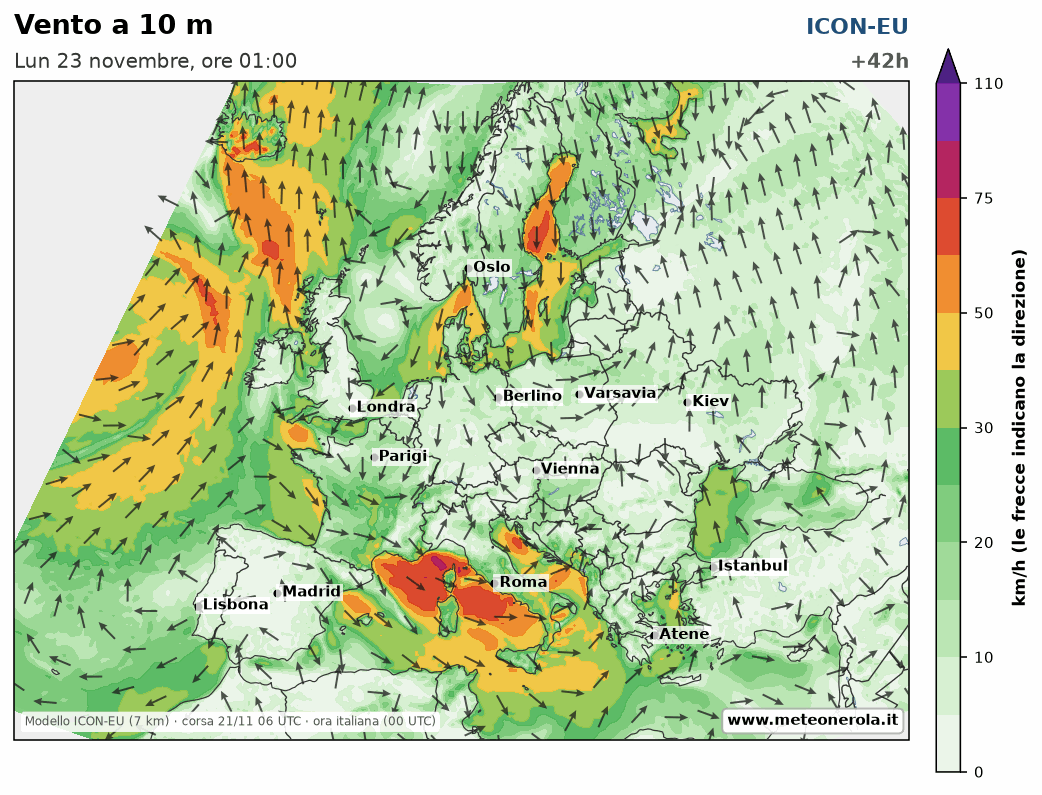 Vento a 10 m
ICON-EU
Lun 23 novembre, ore 01:00
+42h
110
75
50
30
20
10
0
km/h (le frecce indicano la direzione)
Oslo
Berlino
Varsavia
Kiev
Londra
Parigi
Vienna
Istanbul
Roma
Madrid
Lisbona
Atene
Modello ICON-EU (7 km) · corsa 21/11 06 UTC · ora italiana (00 UTC)
www.meteonerola.it